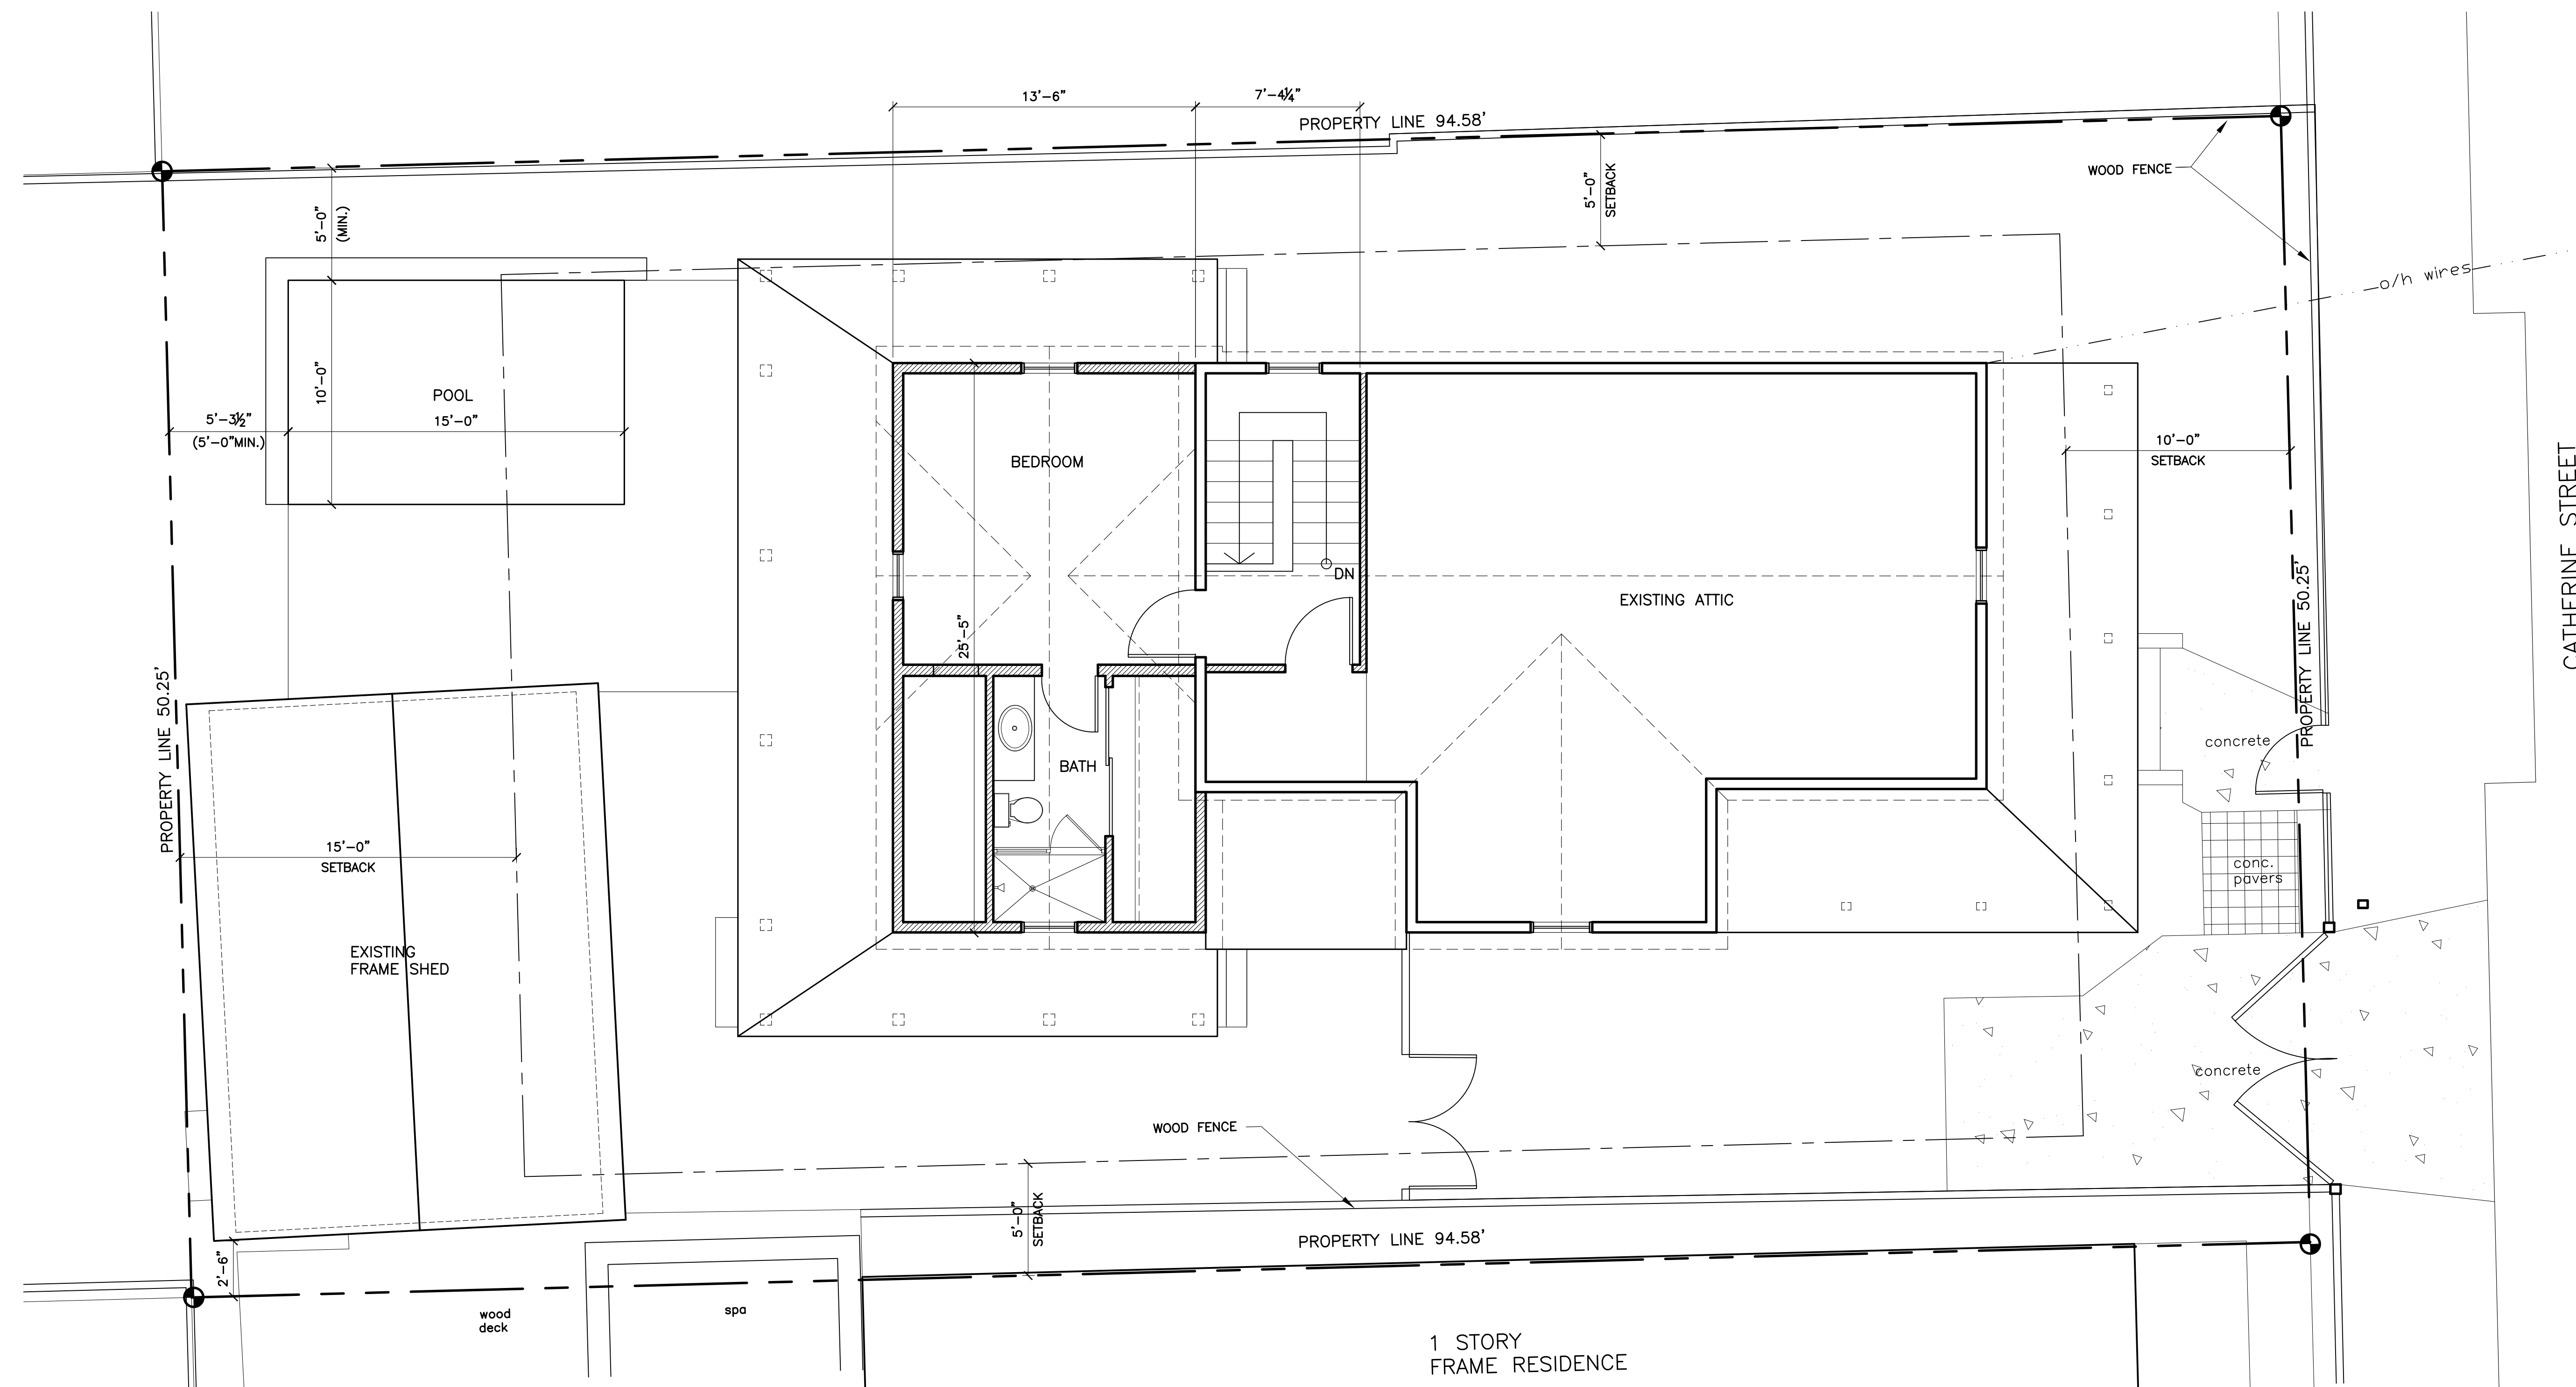 13'-6"
7'-4¼"
PROPERTY LINE 94.58'
5'-0"
(MIN.)
5'-0"
SETBACK
WOOD FENCE
o/h wires
10'-0"
POOL
15'-0"
5'-3½"
(5'-0"MIN.)
BEDROOM
10'-0"
SETBACK
CATHERINE STREET
DN
EXISTING ATTIC
25'-5"
PROPERTY LINE 50.25'
PROPERTY LINE 50.25'
concrete
BATH
15'-0"
SETBACK
conc.
pavers
EXISTING
FRAME SHED
concrete
WOOD FENCE
5'-0"
SETBACK
PROPERTY LINE 94.58'
2'-6"
wood
deck
spa
1 STORY
FRAME RESIDENCE